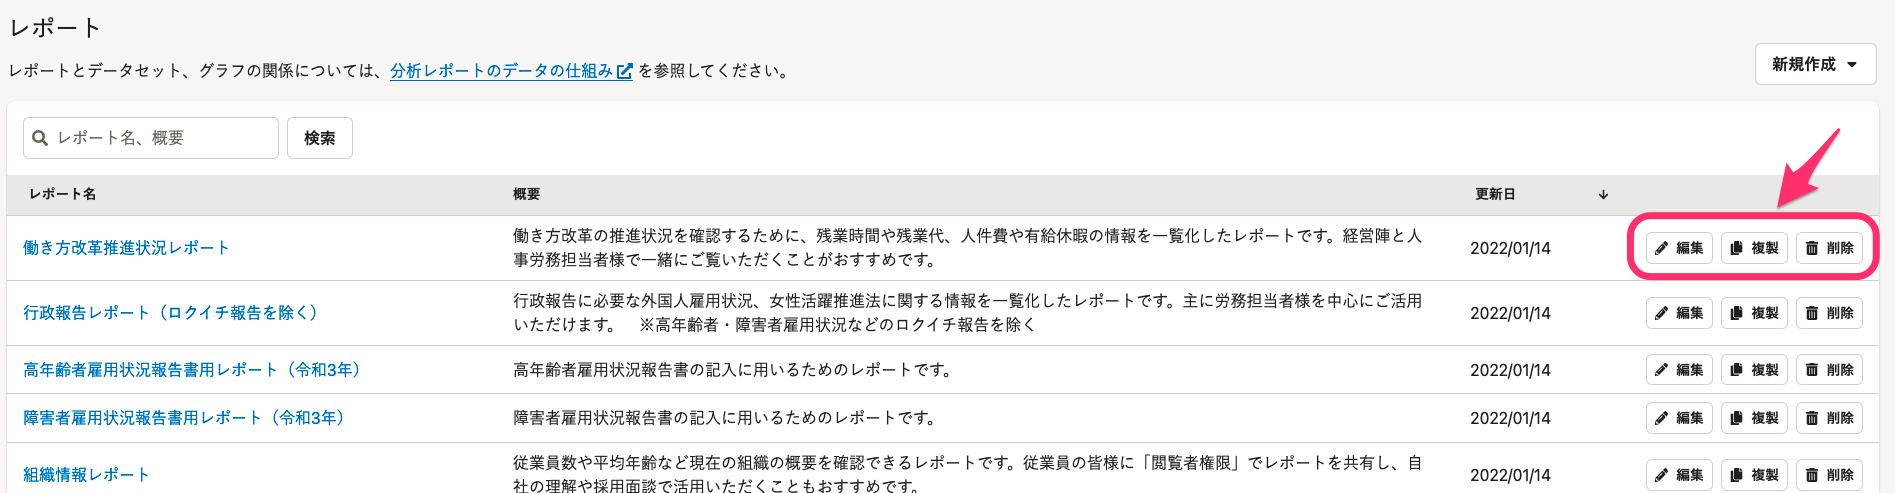 レポート
レポートとデータセット、グラフの関係については、分析レポートのデータの仕組み を参照してください。
新規作成
レポート名、概要
検索
レポート名 概要 更新日
働き方改革推進状況レポート
働き方改革の推進状況を確認するために、残業時間や残業代、人件費や有給休暇の情報を一覧化したレポートです。経営陣と人
事労務担当者様で一緒にご覧いただくことがおすすめです。
2022/01/14 編集 複製 削除
行政報告レポート（ロクイチ報告を除く）
行政報告に必要な外国人雇用状況、女性活躍推進法に関する情報を一覧化したレポートです。主に労務担当者様を中心にご活用
いただけます。　※高年齢者・障害者雇用状況などのロクイチ報告を除く
2022/01/14 編集 複製 削除
高年齢者雇用状況報告書用レポート（令和3年） 高年齢者雇用状況報告書の記入に用いるためのレポートです。 2022/01/14 編集 複製 削除
障害者雇用状況報告書用レポート（令和3年） 障害者雇用状況報告書の記入に用いるためのレポートです。 2022/01/14 編集 複製 削除
組織情報レポート
従業員数や平均年齢など現在の組織の概要を確認できるレポートです。従業員の皆様に「閲覧者権限」でレポートを共有し、自
社の理解や採用面談で活用いただくこともおすすめです。
2022/01/14 編集 複製 削除